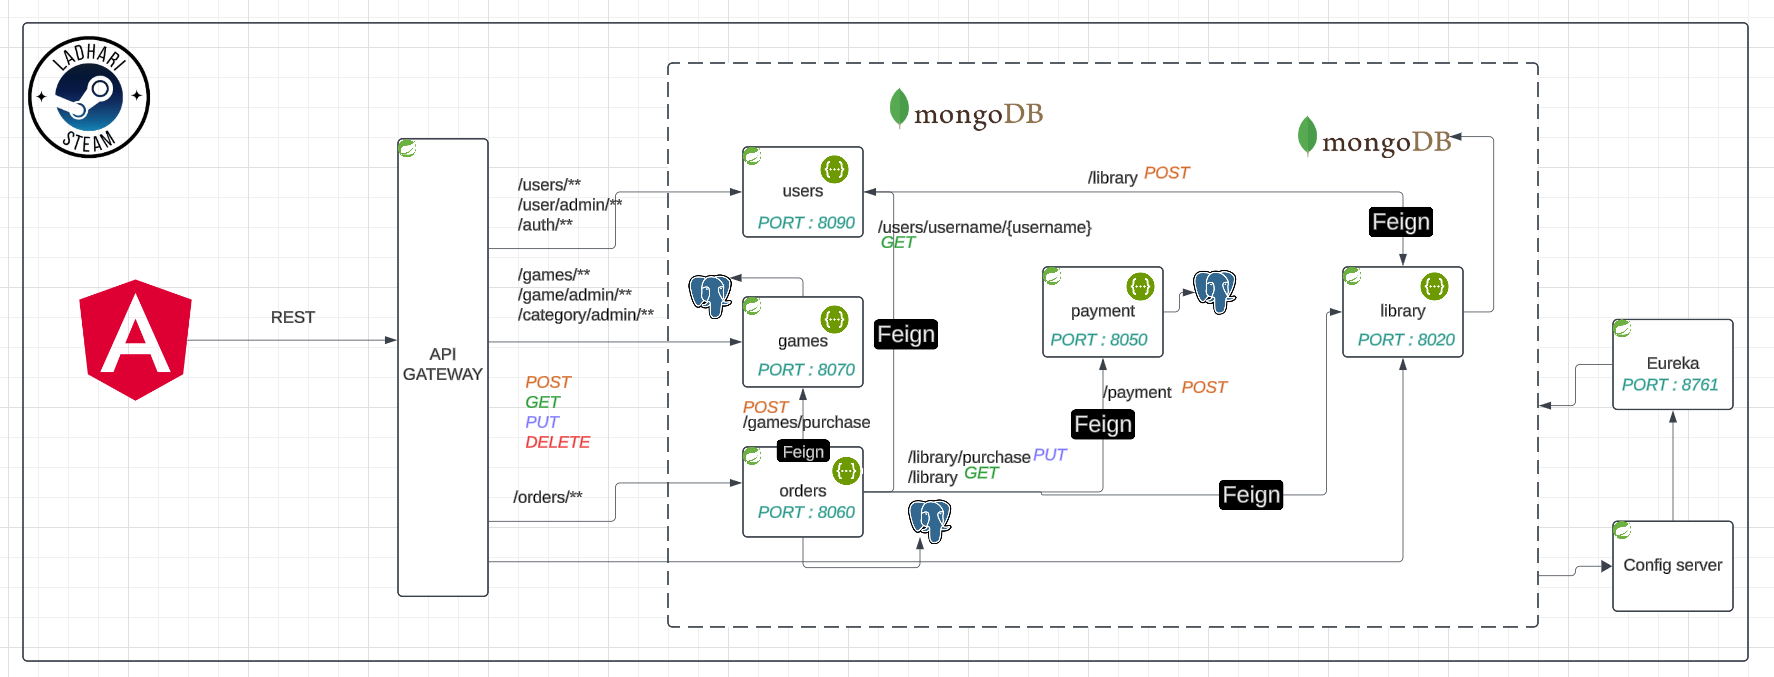 LADHARI
STEAM
REST
API
GATEWAY
/users/**
/user/admin/**
/auth/**
/games/**
/game/admin/**
/category/admin/**
POST
GET
PUT
DELETE
/orders/**
mongoDB
mongoDB
users
PORT : 8090
/library POST
Feign
/users/username/{username}
GET
games
PORT : 8070
Feign
payment
PORT : 8050
library
PORT : 8020
POST
/games/purchase
Feign
orders
PORT : 8060
/payment POST
Feign
/library/purchase PUT
/library GET
Feign
Eureka
PORT : 8761
Config server